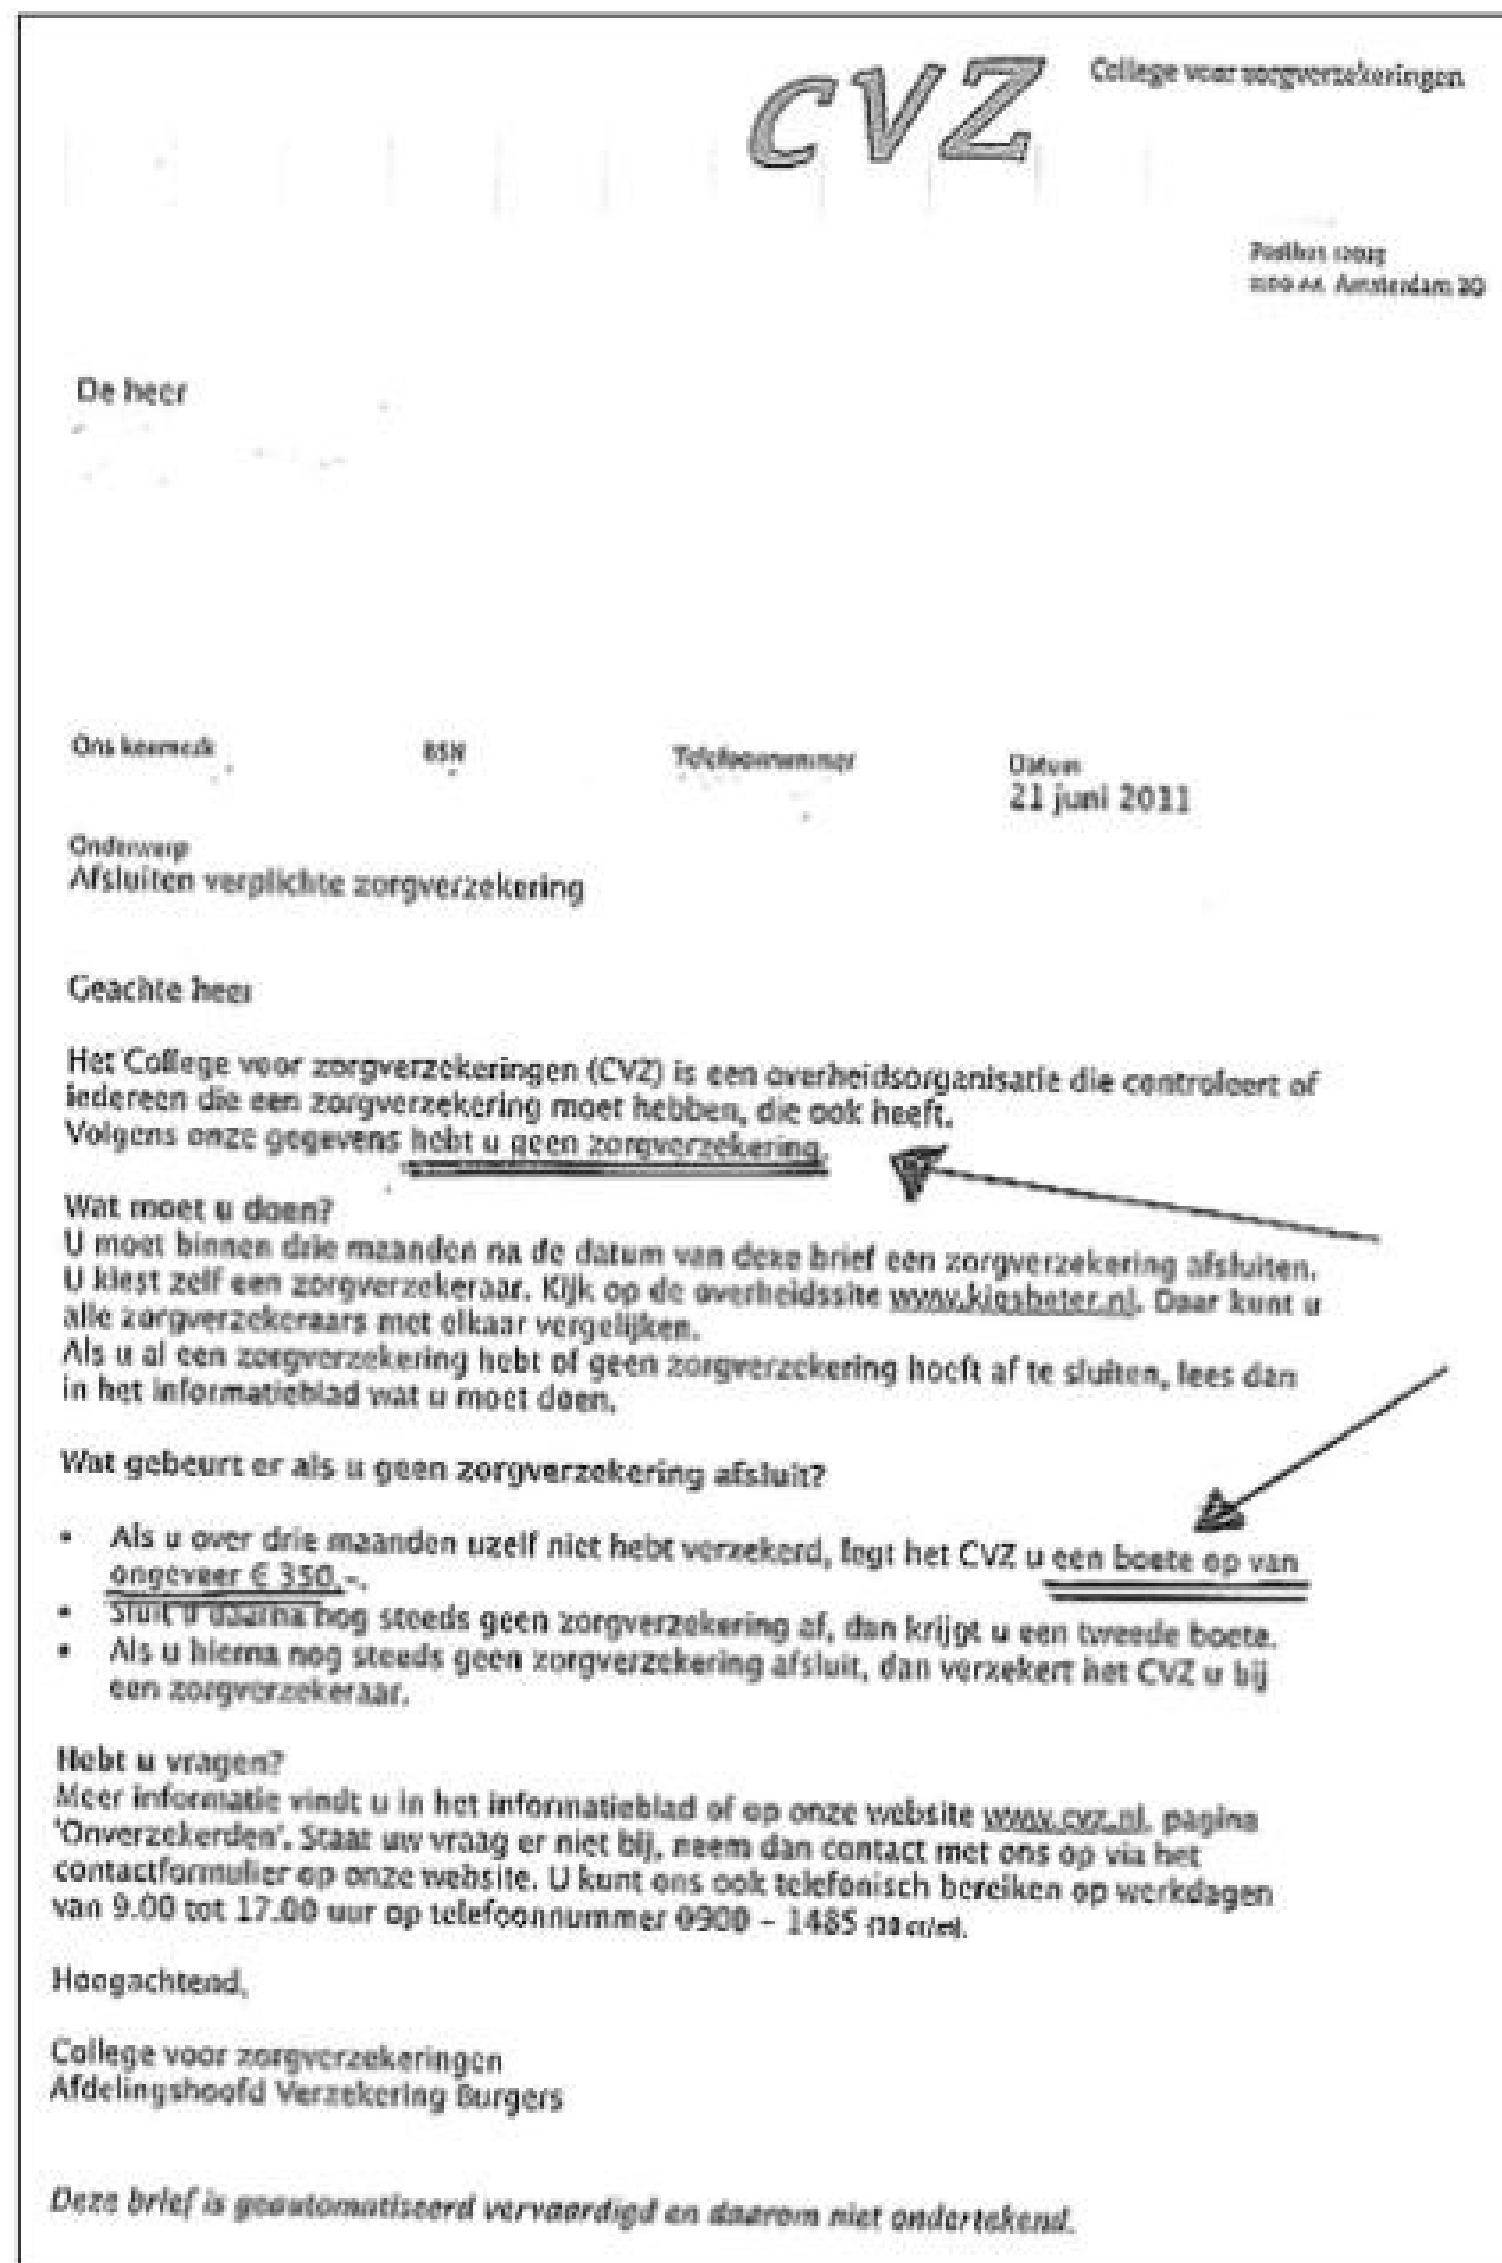 CVZ
College voor zorgverzekeringen
Postbus
Amsterdam ZO
De heer
Ons kenmerk
BSN
Telefoonnummer
Datum
21 juni 2011
Onderwerp
Afsluiten verplichte zorgverzekering
Geachte heer
Het College voor zorgverzekeringen (CVZ) is een overheidsorganisatie die controleert of
iedereen die een zorgverzekering moet hebben, die ook heeft.
Volgens onze gegevens hebt u geen zorgverzekering.
Wat moet u doen?
U moet binnen drie maanden na de datum van deze brief een zorgverzekering afsluiten.
U kiest zelf een zorgverzekeraar. Kijk op de overheidssite www.kiesbeter.nl. Daar kunt u
alle zorgverzekeraars met elkaar vergelijken.
Als u al een zorgverzekering hebt of geen zorgverzekering hoeft af te sluiten, lees dan
in het informatieblad wat u moet doen.
Wat gebeurt er als u geen zorgverzekering afsluit?
• Als u over drie maanden uzelf niet hebt verzekerd, legt het CVZ u een boete op van
ongeveer € 350,-.
• Sluit u daarna nog steeds geen zorgverzekering af, dan krijgt u een tweede boete.
• Als u hierna nog steeds geen zorgverzekering afsluit, dan verzekert het CVZ u bij
een zorgverzekeraar.
Hebt u vragen?
Meer informatie vindt u in het informatieblad of op onze website www.cvz.nl, pagina
'Onverzekerden'. Staat uw vraag er niet bij, neem dan contact met ons op via het
contactformulier op onze website. U kunt ons ook telefonisch bereiken op werkdagen
van 9.00 tot 17.00 uur op telefoonnummer 0900 – 1485 (10 ct/m).
Hoogachtend,
College voor zorgverzekeringen
Afdelingshoofd Verzekering Burgers
Deze brief is geautomatiseerd vervaardigd en daarom niet ondertekend.